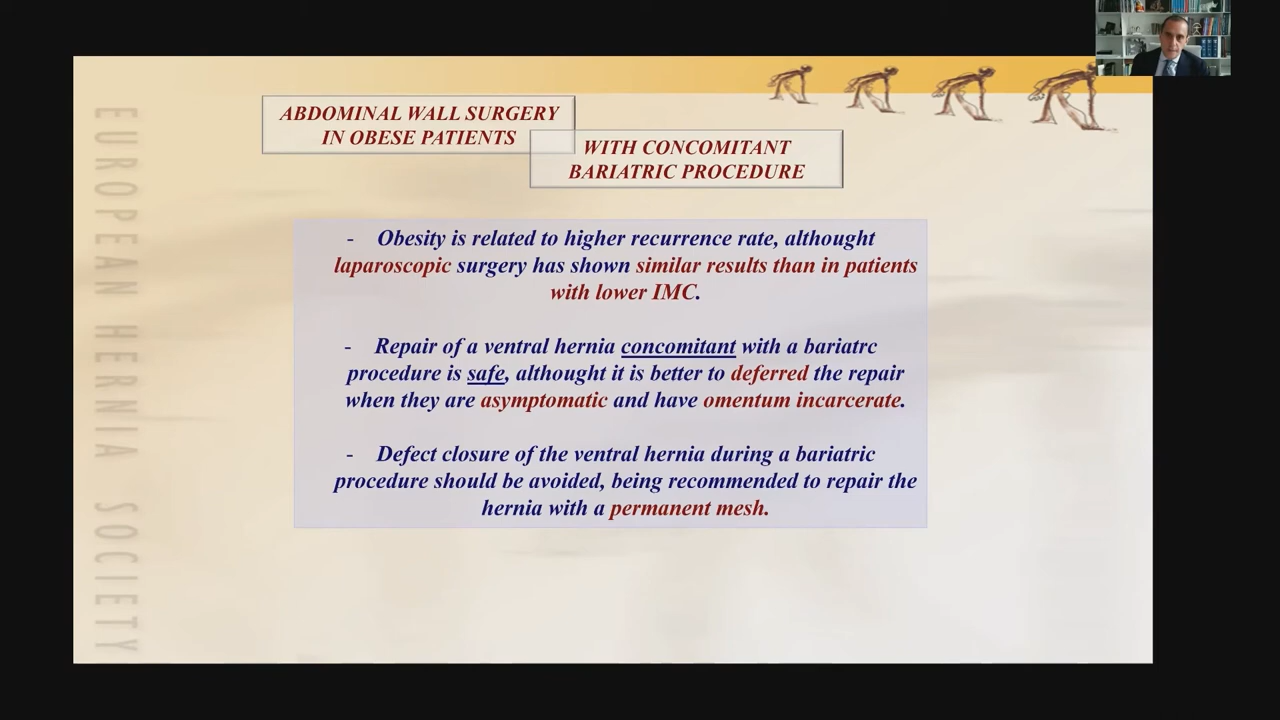 ABDOMINAL WALL SURGERY
IN OBESE PATIENTS
WITH CONCOMITANT
BARIATRIC PROCEDURE
- Obesity is related to higher recurrence rate, althought
laparoscopic surgery has shown similar results than in patients
with lower IMC.
- Repair of a ventral hernia concomitant with a bariatrc
procedure is safe, althought it is better to deferred the repair
when they are asymptomatic and have omentum incarcerate.
- Defect closure of the ventral hernia during a bariatric
procedure should be avoided, being recommended to repair the
hernia with a permanent mesh.
EUROPEAN HERNIA SOCIETY